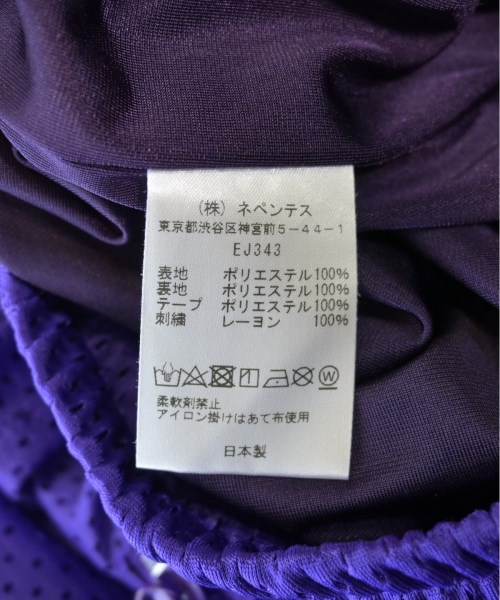 (株) ネペンテス
東京都渋谷区神宮前5-44-1
EJ343
表地 ポリエステル100%
裏地 ポリエステル100%
テープ ポリエステル100%
刺繍 レーヨン 100%
W
柔軟剤禁止
アイロン掛けはあて布使用
日本製